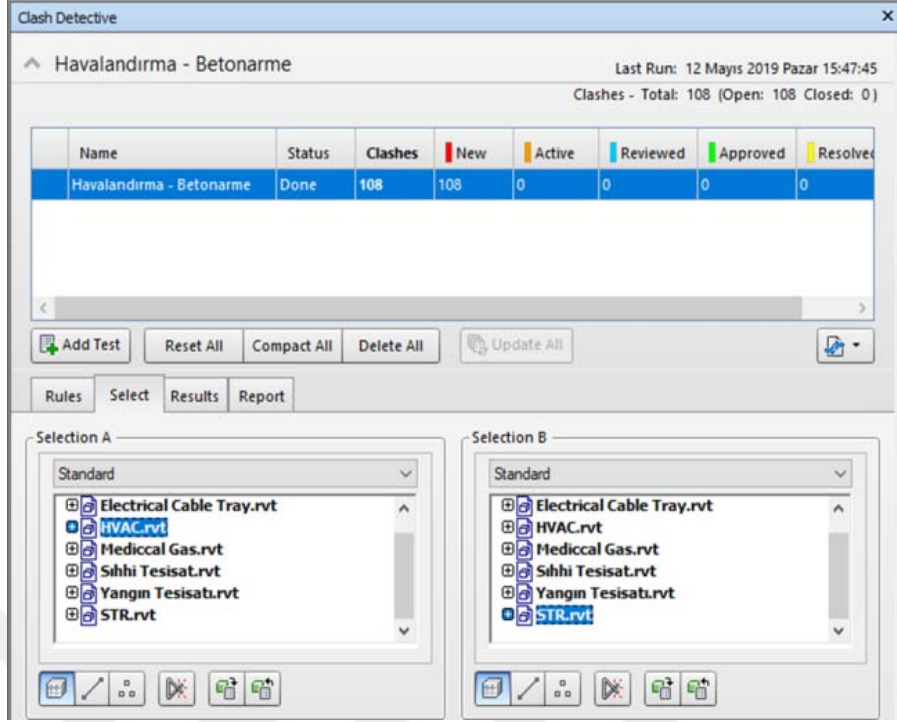 Clash Detective
Havalandırma - Betonarme
Last Run: 12 Mayıs 2019 Pazar 15:47:45
Clashes - Total: 108 (Open: 108 Closed: 0)
Name Status Clashes New Active Reviewed Approved Resolved
Havalandırma - Betonarme Done 108 108 0 0 0 0
Add Test Reset All Compact All Delete All Update All
Rules Select Results Report
Selection A Selection B
Standard Standard
Electrical Cable Tray.rvt Electrical Cable Tray.rvt
HVAC.rvt HVAC.rvt
Mediccal Gas.rvt Mediccal Gas.rvt
Sıhhi Tesisat.rvt Sıhhi Tesisat.rvt
Yangın Tesisatı.rvt Yangın Tesisatı.rvt
STR.rvt STR.rvt